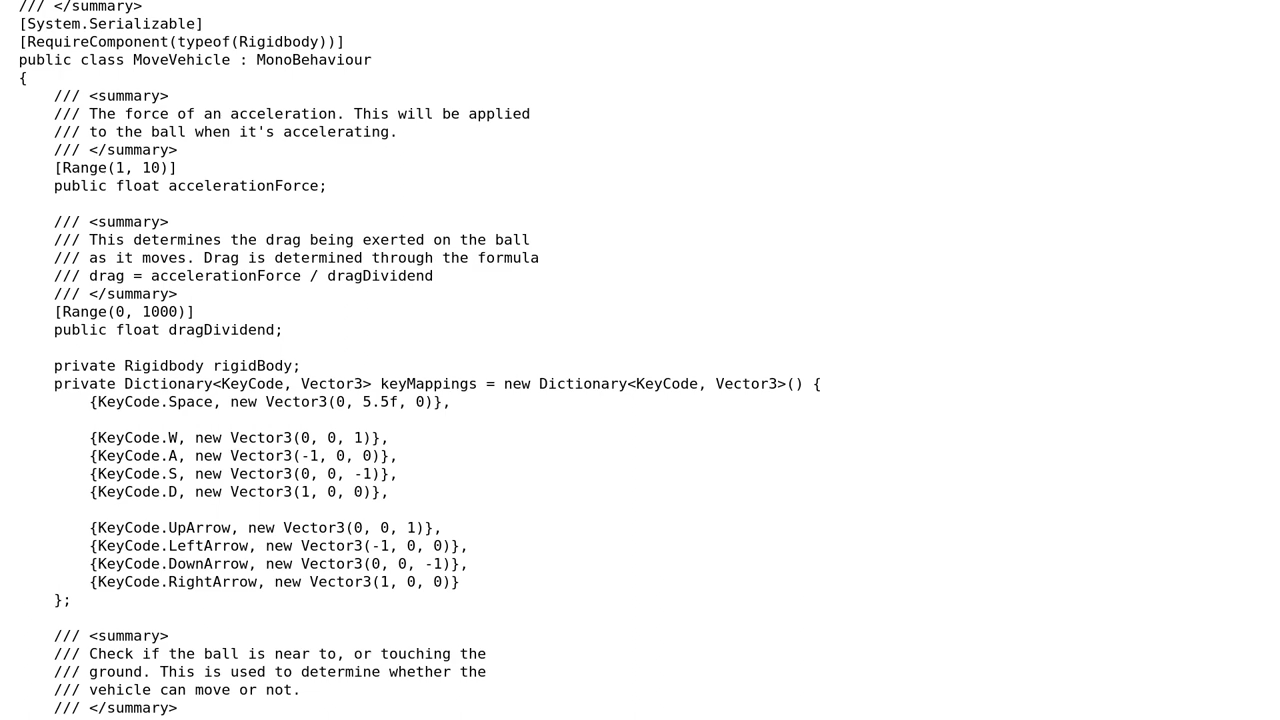 /// </summary>
[System.Serializable]
[RequireComponent(typeof(Rigidbody))]
public class MoveVehicle : MonoBehaviour
{
    /// <summary>
    /// The force of an acceleration. This will be applied
    /// to the ball when it's accelerating.
    /// </summary>
    [Range(1, 10)]
    public float accelerationForce;

    /// <summary>
    /// This determines the drag being exerted on the ball
    /// as it moves. Drag is determined through the formula
    /// drag = accelerationForce / dragDividend
    /// </summary>
    [Range(0, 1000)]
    public float dragDividend;

    private Rigidbody rigidBody;
    private Dictionary<KeyCode, Vector3> keyMappings = new Dictionary<KeyCode, Vector3>() {
        {KeyCode.Space, new Vector3(0, 5.5f, 0)},

        {KeyCode.W, new Vector3(0, 0, 1)},
        {KeyCode.A, new Vector3(-1, 0, 0)},
        {KeyCode.S, new Vector3(0, 0, -1)},
        {KeyCode.D, new Vector3(1, 0, 0)},

        {KeyCode.UpArrow, new Vector3(0, 0, 1)},
        {KeyCode.LeftArrow, new Vector3(-1, 0, 0)},
        {KeyCode.DownArrow, new Vector3(0, 0, -1)},
        {KeyCode.RightArrow, new Vector3(1, 0, 0)}
    };

    /// <summary>
    /// Check if the ball is near to, or touching the
    /// ground. This is used to determine whether the
    /// vehicle can move or not.
    /// </summary>